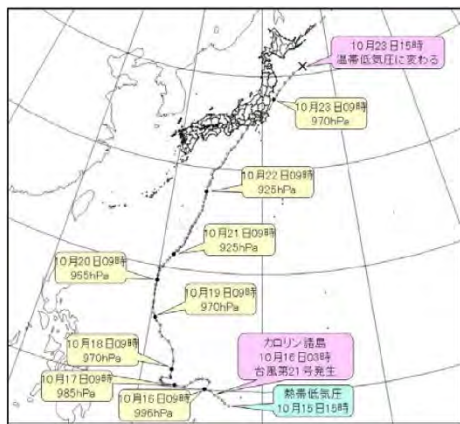 10月23日15時
温帯低気圧に変わる
10月23日09時
970hPa
10月22日09時
925hPa
10月21日09時
925hPa
10月20日09時
955hPa
10月19日09時
970hPa
10月18日09時
970hPa
カロリン諸島
10月16日03時
台風第21号発生
10月17日09時
985hPa
10月16日09時
996hPa
熱帯低気圧
10月15日15時